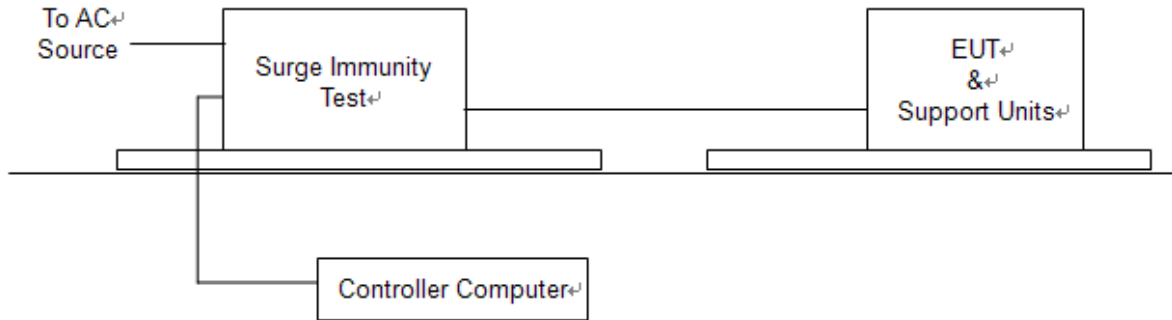 To AC↵
Source
Surge Immunity
Test↵
EUT↵
&↵
Support Units↵
Controller Computer↵